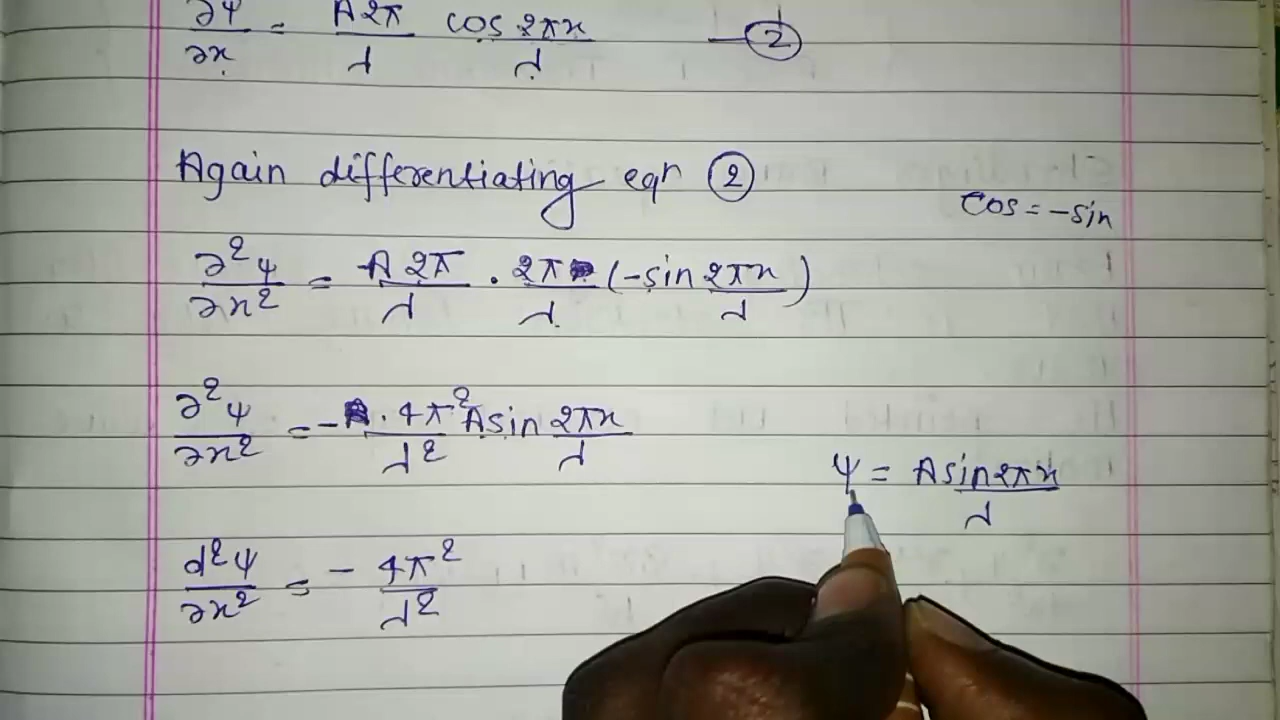 ∂ψ/∂x = A2π/λ cos 2πx/λ —②
Again differentiating eqn ②
cos = -sin
∂²ψ/∂x² = A2π/λ · 2π/λ (-sin 2πx/λ)
∂²ψ/∂x² = - · 4π²/λ² A sin 2πx/λ
ψ = A sin 2πx/λ
d²ψ/∂x² = - 4π²/λ²